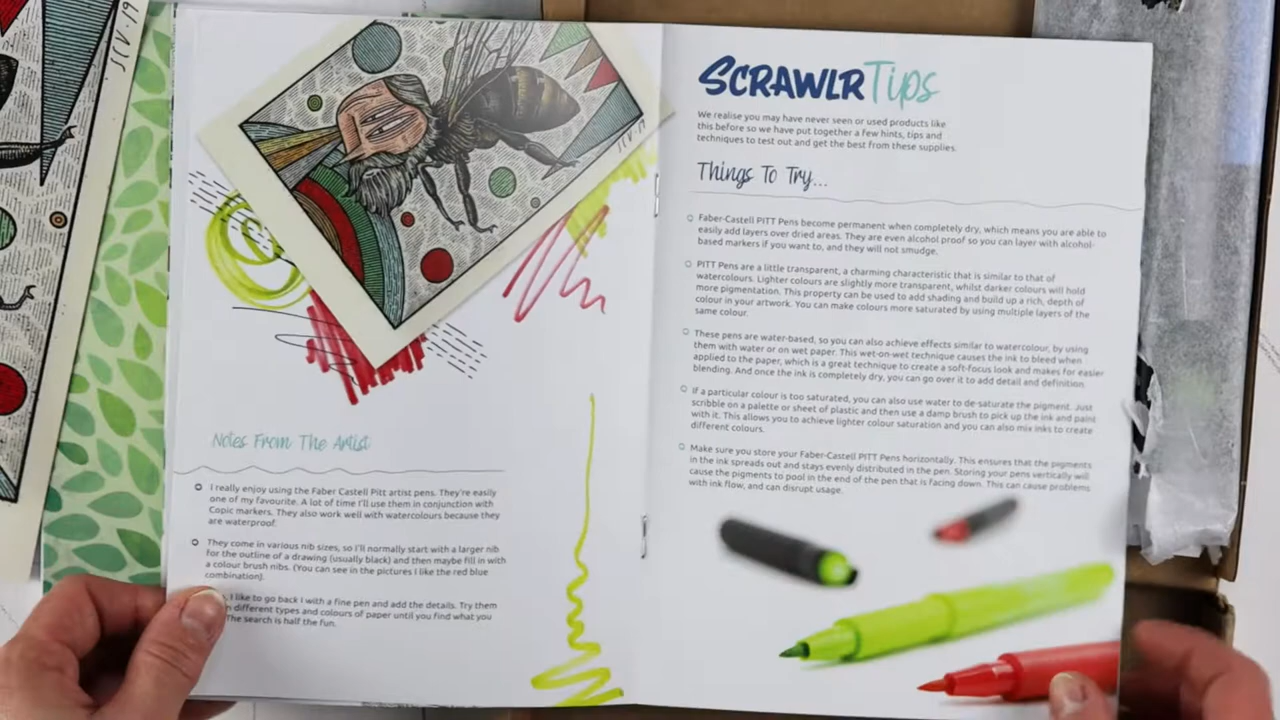 Notes From The Artist
I really enjoy using the Faber Castell Pitt artist pens. They're easily
one of my favourite. A lot of time I'll use them in conjunction with
Copic markers. They also work well with watercolours because they
are waterproof.
They come in various nib sizes, so I'll normally start with a larger nib
for the outline of a drawing (usually black) and then maybe fill in with
a colour brush nibs. (You can see in the pictures I like the red blue
combination).
I like to go back I with a fine pen and add the details. Try them
different types and colours of paper until you find what you
The search is half the fun.
SCRAWLR Tips
We realise you may have never seen or used products like
this before so we have put together a few hints, tips and
techniques to test out and get the best from these supplies.
Things To Try...
Faber-Castell PITT Pens become permanent when completely dry, which means you are able to
easily add layers over dried areas. They are even alcohol proof so you can layer with alcohol-
based markers if you want to, and they will not smudge.
PITT Pens are a little transparent, a charming characteristic that is similar to that of
watercolours. Lighter colours are slightly more transparent, whilst darker colours will hold
more pigmentation. This property can be used to add shading and build up a rich, depth of
colour in your artwork. You can make colours more saturated by using multiple layers of the
same colour.
These pens are water-based, so you can also achieve effects similar to watercolour, by using
them with water or on wet paper. This wet-on-wet technique causes the ink to bleed when
applied to the paper, which is a great technique to create a soft-focus look and makes for easier
blending. And once the ink is completely dry, you can go over it to add detail and definition.
If a particular colour is too saturated, you can also use water to de-saturate the pigment. Just
scribble on a palette or sheet of plastic and then use a damp brush to pick up the ink and paint
with it. This allows you to achieve lighter colour saturation and you can also mix inks to create
different colours.
Make sure you store your Faber-Castell PITT Pens horizontally. This ensures that the pigments
in the ink spreads out and stays evenly distributed in the pen. Storing your pens vertically will
cause the pigments to pool in the end of the pen that is facing down. This can cause problems
with ink flow, and can disrupt usage.